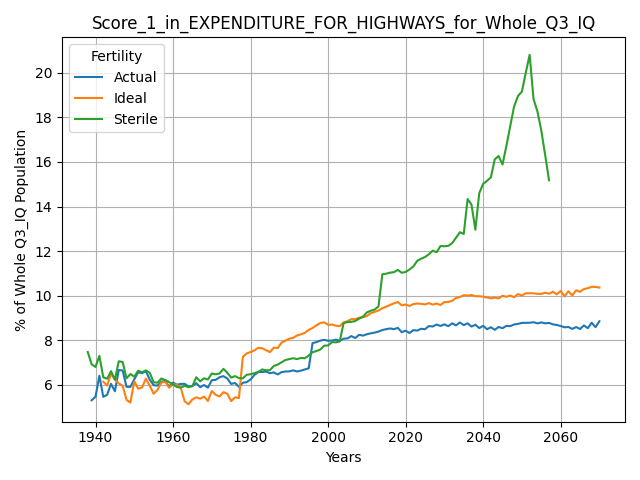 Score_1_in_EXPENDITURE_FOR_HIGHWAYS_for_Whole_Q3_IQ
Fertility
Actual
Ideal
Sterile
% of Whole Q3_IQ Population
20
18
16
14
12
10
8
6
1940
1960
1980
2000
2020
2040
2060
Years